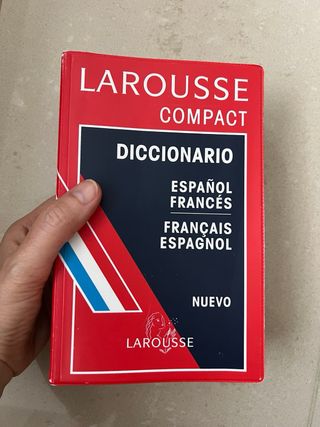 LAROUSSE
COMPACT
DICCIONARIO
ESPAÑOL
FRANCÉS
FRANÇAIS
ESPAGNOL
NUEVO
LAROUSSE